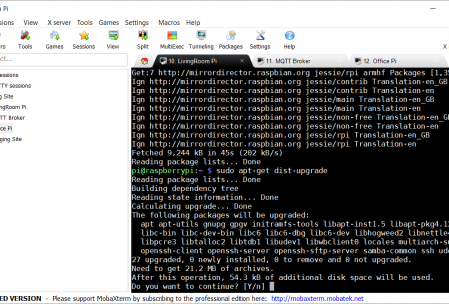 Pi
View X server Tools Games Settings Macros Help
Tools Games Sessions View Split MultiExec Tunneling Packages Settings Help
10. LivingRoom Pi 11. MQTT Broker 12. Office Pi
Get:7 http://mirrordirector.raspbian.org jessie/rpi armhf Packages [1,35
Ign http://mirrordirector.raspbian.org jessie/contrib Translation-en_GB
Ign http://mirrordirector.raspbian.org jessie/contrib Translation-en
Ign http://mirrordirector.raspbian.org jessie/main Translation-en_GB
Ign http://mirrordirector.raspbian.org jessie/main Translation-en
Ign http://mirrordirector.raspbian.org jessie/non-free Translation-en_GB
Ign http://mirrordirector.raspbian.org jessie/non-free Translation-en
Ign http://mirrordirector.raspbian.org jessie/rpi Translation-en_GB
Ign http://mirrordirector.raspbian.org jessie/rpi Translation-en
Fetched 9,244 kB in 45s (202 kB/s)
Reading package lists... Done
pi@raspberrypi:~ $ sudo apt-get dist-upgrade
Reading package lists... Done
Building dependency tree
Reading state information... Done
Calculating upgrade... Done
The following packages will be upgraded:
apt apt-utils gnupg gpgv initramfs-tools libapt-inst1.5 libapt-pkg4.12
libc-bin libc-dev-bin libc6 libc6-dbg libc6-dev libhogweed2 libnettle
libpcre3 libtalloc2 libtdb1 libudev1 libwbclient0 locales multiarch-su
openssh-client openssh-server openssh-sftp-server samba-common ssh ude
27 upgraded, 0 newly installed, 0 to remove and 0 not upgraded.
Need to get 21.2 MB of archives.
After this operation, 54.3 kB of additional disk space will be used.
Do you want to continue? [Y/n]
essions
TY sessions
g Site
ngRoom Pi
TT Broker
ce Pi
ging Site
ED VERSION - Please support MobaXterm by subscribing to the professional edition here: http://mobaxterm.mobatek.net